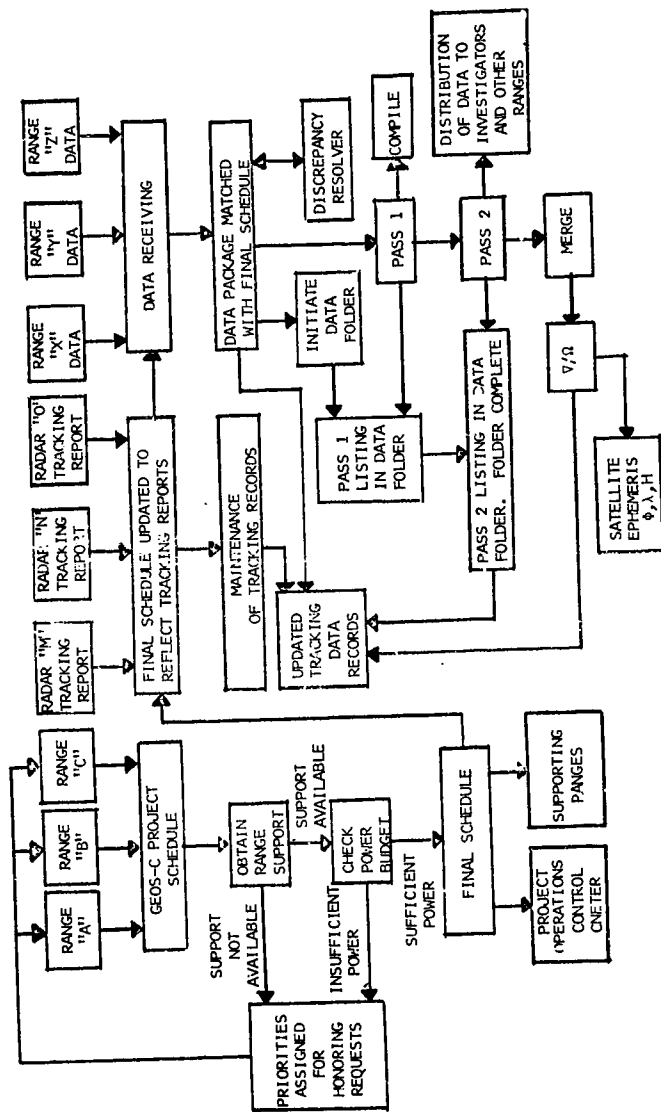 RANGE
"A"
RANGE
"B"
RANGE
"C"
GEOS-C PROJECT
SCHEDULE
OBTAIN
RANGE
SUPPORT
SUPPORT
NOT
AVAILABLE
SUPPORT
AVAILABLE
CHECK
POWER
BUDGET
INSUFFICIENT
POWER
SUFFICIENT
POWER
PRIORITIES
ASSIGNED
FOR
HONORING
REQUESTS
FINAL SCHEDULE
PROJECT
OPERATIONS
CONTROL
CNETER
SUPPORTING
PANGES
RADAR "M"
TRACKING
REPORT
RADAR "N"
TRACKING
REPORT
RADAR "O"
TRACKING
REPORT
FINAL SCHEDULE UPDATED TO
REFLECT TRACKING REPORTS
MAINTENANCE
OF TRACKING RECORDS
UPDATED
TRACKING
DATA
RECORDS
RANGE
"X"
DATA
RANGE
"Y"
DATA
RANGE
"Z"
DATA
DATA RECEIVING
DATA PACKAGE MATCHED
WITH FINAL SCHEDULE
DISCREPANCY
RESOLVER
INITIATE
DATA
FOLDER
PASS 1
LISTING
IN DATA
FOLDER
PASS 1
COMPILE
PASS 2
DISTRIBUTION
OF DATA TO
INVESTIGATORS
AND OTHER
RANGES
PASS 2 LISTING IN DATA
FOLDER. FOLDER COMPLETE
MERGE
∇/Ω
SATELLITE
EPHEMERIS
Φ,λ,H